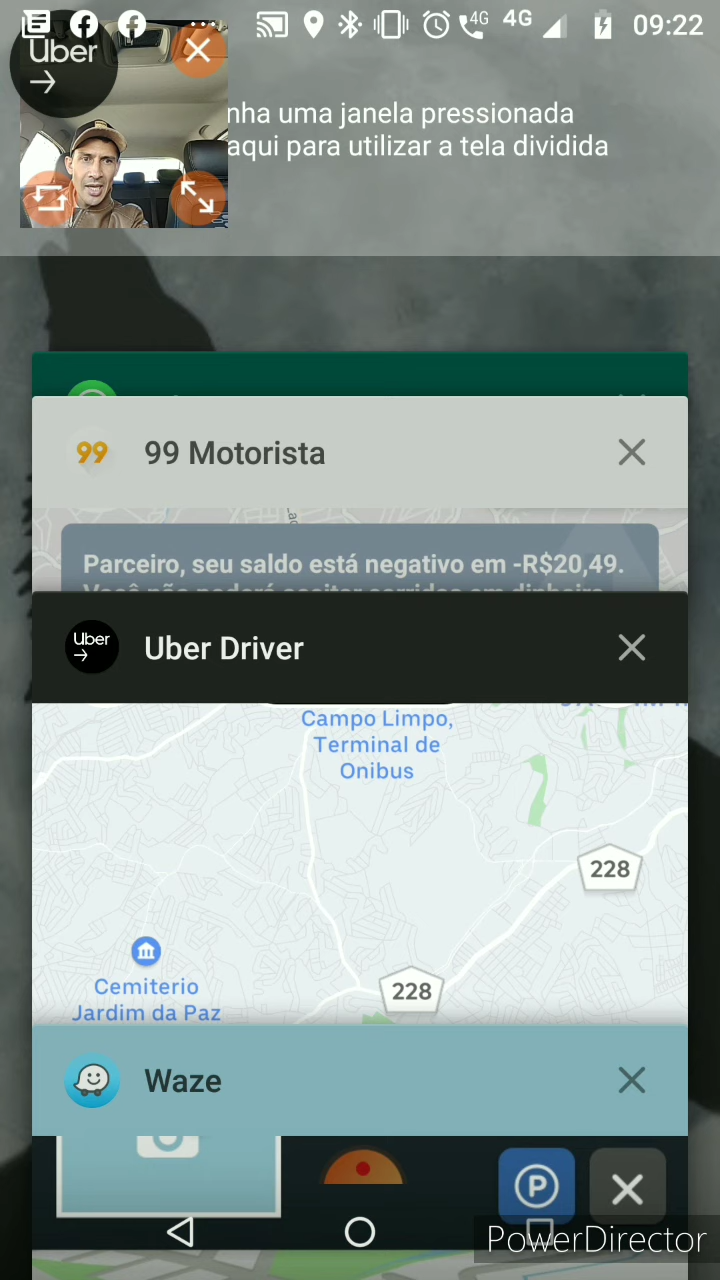 4G
4G
09:22
Uber
nha uma janela pressionada
aqui para utilizar a tela dividida
99
99 Motorista
Parceiro, seu saldo está negativo em -R$20,49.
Uber
Uber Driver
Campo Limpo,
Terminal de
Onibus
228
Cemiterio
Jardim da Paz
228
Waze
P
PowerDirector